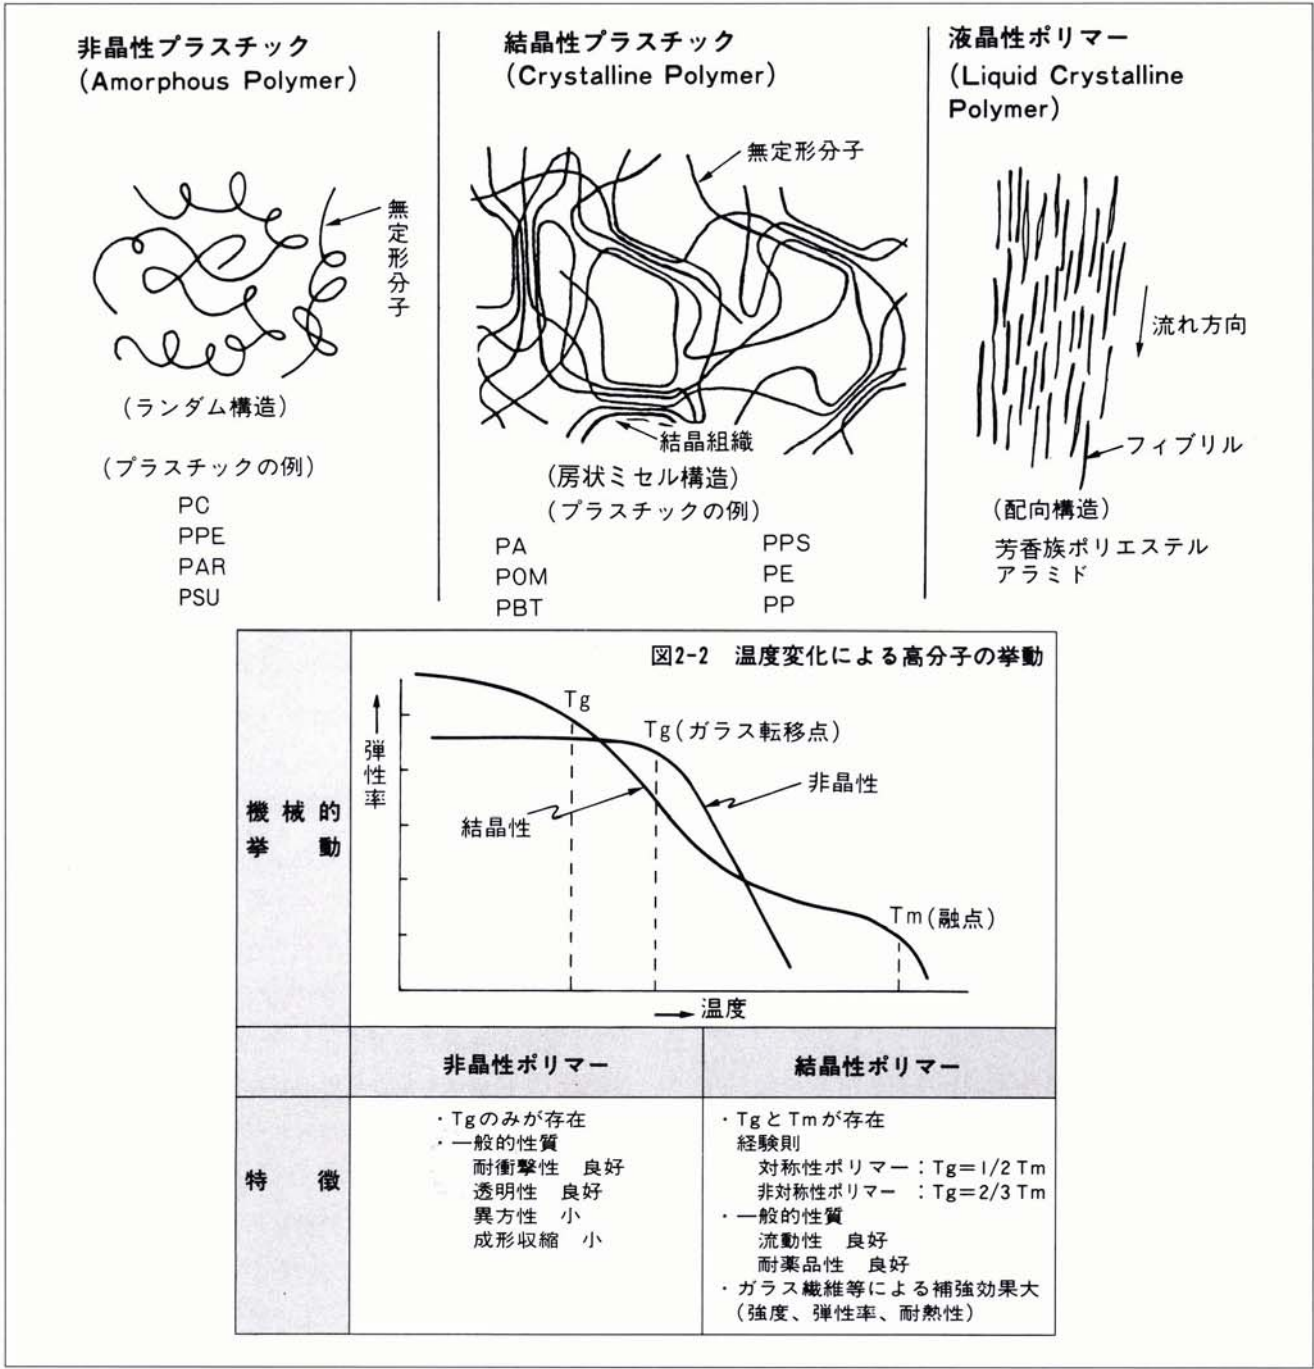 非晶性プラスチック
(Amorphous Polymer)
無定形分子
(ランダム構造)
(プラスチックの例)
PC
PPE
PAR
PSU
結晶性プラスチック
(Crystalline Polymer)
無定形分子
結晶組織
(房状ミセル構造)
(プラスチックの例)
PA
POM
PBT
PPS
PE
PP
液晶性ポリマー
(Liquid Crystalline
Polymer)
流れ方向
フィブリル
(配向構造)
芳香族ポリエステル
アラミド
機械的
挙動
図2-2 温度変化による高分子の挙動
弾性率
Tg
Tg(ガラス転移点)
非晶性
結晶性
Tm(融点)
温度
非晶性ポリマー
結晶性ポリマー
特徴
・Tgのみが存在
・一般的性質
耐衝撃性 良好
透明性 良好
異方性 小
成形収縮 小
・TgとTmが存在
経験則
対称性ポリマー:Tg=1/2 Tm
非対称性ポリマー :Tg=2/3 Tm
・一般的性質
流動性 良好
耐薬品性 良好
・ガラス繊維等による補強効果大
(強度、弾性率、耐熱性)